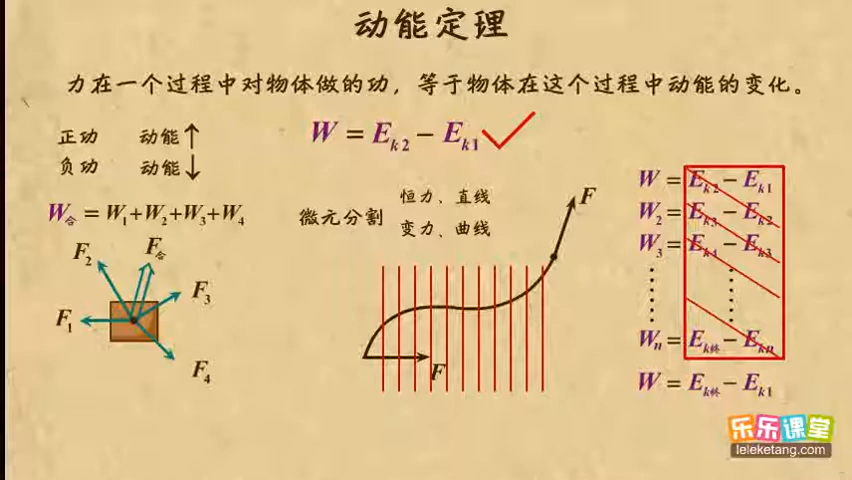 动能定理
力在一个过程中对物体做的功，等于物体在这个过程中动能的变化。
正功 动能↑
负功 动能↓
W = Ek2 − Ek1
W合 = W1+W2+W3+W4
F2 F合
F3
F1
F4
微元分割
恒力、直线
变力、曲线
F
F
W = Ek2 − Ek1
W2 = Ek3 − Ek2
W3 = Ek4 − Ek3
Wn = Ek终 − Ekn
W = Ek终 − Ek1
乐乐课堂
leleketang.com